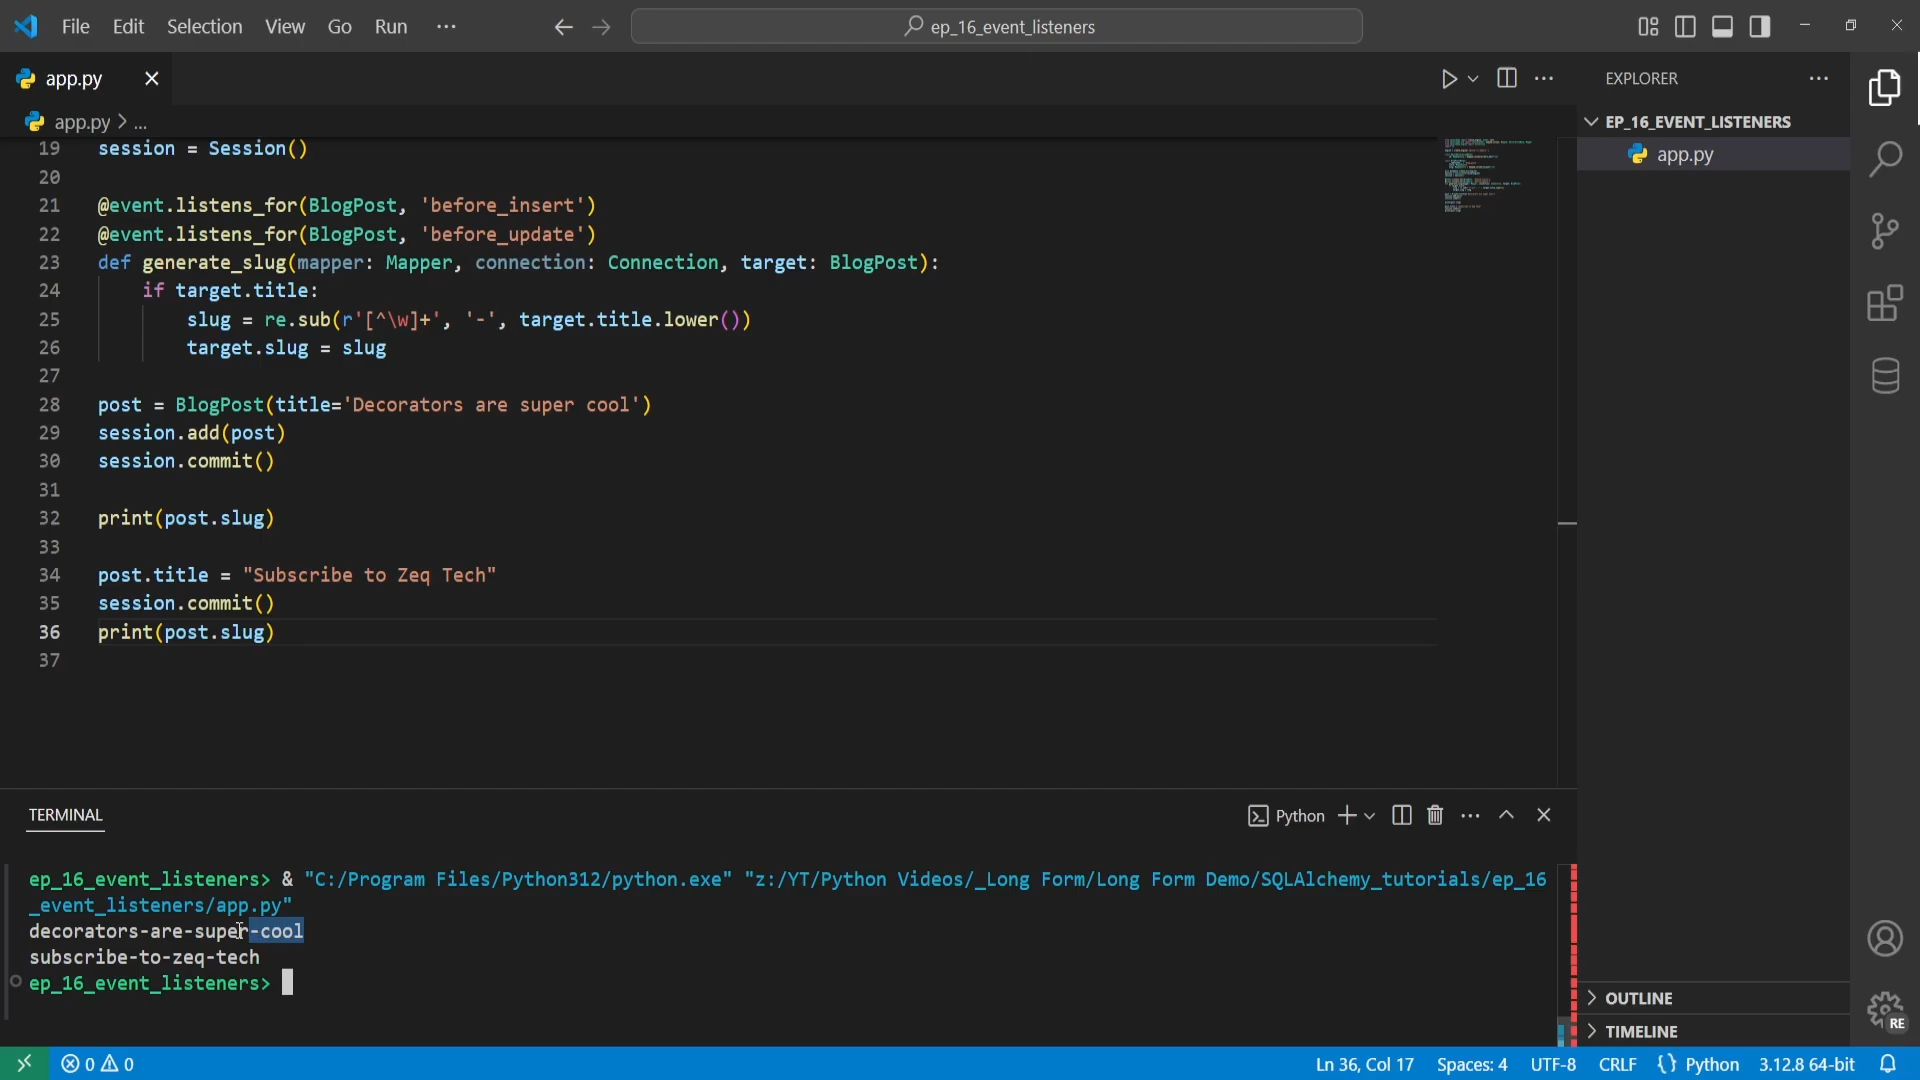 File Edit Selection View Go Run ··· ep_16_event_listeners
app.py
EXPLORER
app.py > ...
EP_16_EVENT_LISTENERS
app.py
19 session = Session()
20
21 @event.listens_for(BlogPost, 'before_insert')
22 @event.listens_for(BlogPost, 'before_update')
23 def generate_slug(mapper: Mapper, connection: Connection, target: BlogPost):
24 if target.title:
25 slug = re.sub(r'[^\w]+', '-', target.title.lower())
26 target.slug = slug
27
28 post = BlogPost(title='Decorators are super cool')
29 session.add(post)
30 session.commit()
31
32 print(post.slug)
33
34 post.title = "Subscribe to Zeq Tech"
35 session.commit()
36 print(post.slug)
37
TERMINAL
Python
ep_16_event_listeners> & "C:/Program Files/Python312/python.exe" "z:/YT/Python Videos/_Long Form/Long Form Demo/SQLAlchemy_tutorials/ep_16
_event_listeners/app.py"
decorators-are-super-cool
subscribe-to-zeq-tech
ep_16_event_listeners>
OUTLINE
TIMELINE
RE
0 0 Ln 36, Col 17 Spaces: 4 UTF-8 CRLF {} Python 3.12.8 64-bit